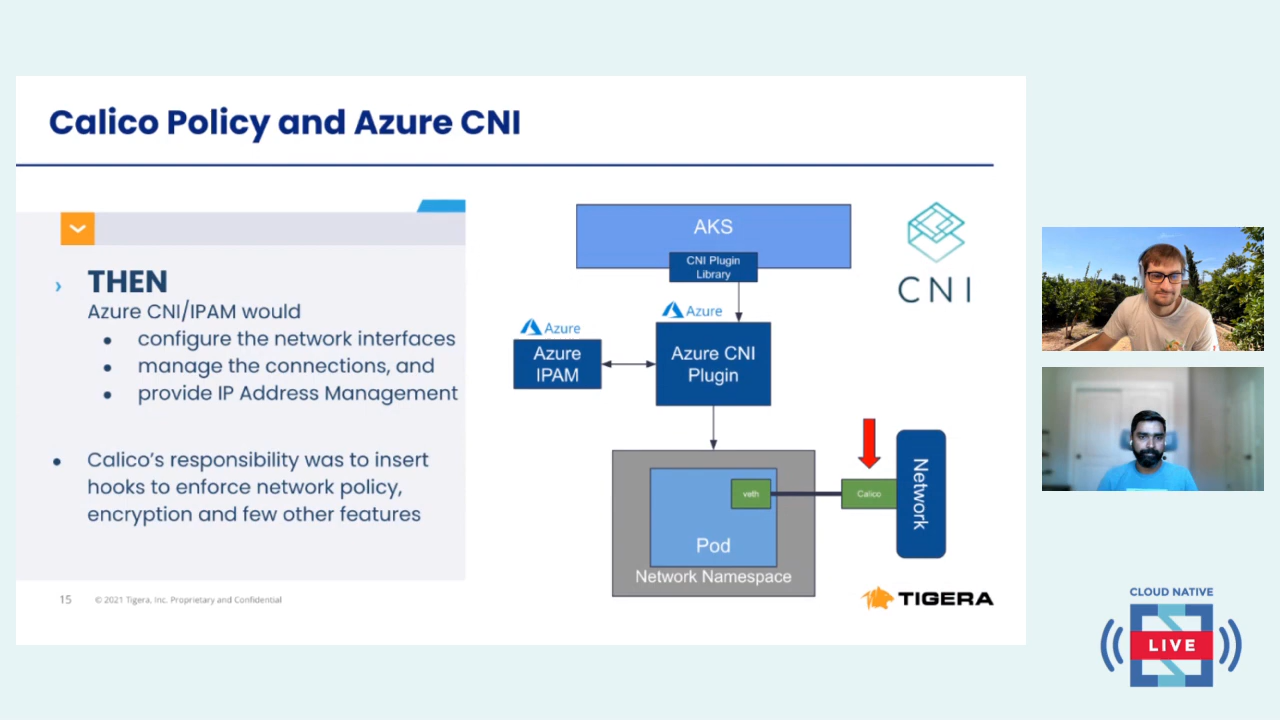 Calico Policy and Azure CNI
› THEN
Azure CNI/IPAM would
● configure the network interfaces
● manage the connections, and
● provide IP Address Management
● Calico's responsibility was to insert
hooks to enforce network policy,
encryption and few other features
15 © 2021 Tigera, Inc. Proprietary and Confidential
AKS
CNI Plugin
Library
CNI
Azure
Azure
Azure
IPAM
Azure CNI
Plugin
veth
Calico
Network
Pod
Network Namespace
TIGERA
CLOUD NATIVE
LIVE